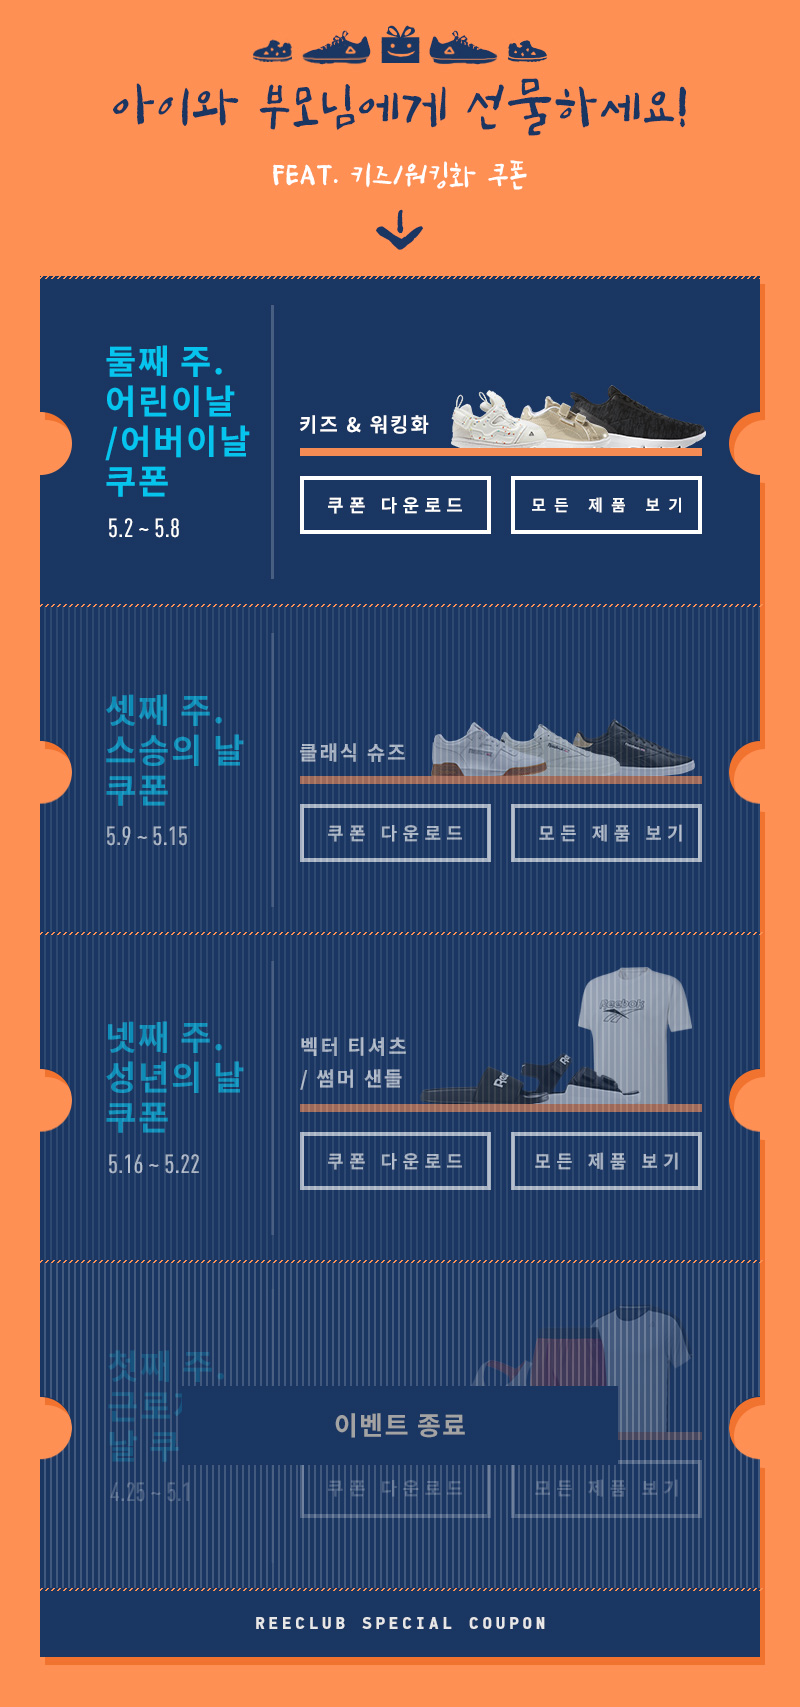 아이와 부모님에게 선물하세요!
FEAT. 키즈/워킹화 쿠폰
둘째 주.
어린이날
/어버이날
쿠폰
5.2 ~ 5.8
키즈 & 워킹화
쿠폰 다운로드
모든 제품 보기
셋째 주.
스승의 날
쿠폰
5.9 ~ 5.15
클래식 슈즈
쿠폰 다운로드
모든 제품 보기
넷째 주.
성년의 날
쿠폰
5.16 ~ 5.22
벡터 티셔츠
/ 썸머 샌들
Reebok
쿠폰 다운로드
모든 제품 보기
첫째 주.
근로
날 쿠
4.25 ~ 5.1
이벤트 종료
쿠폰 다운로드
모든 제품 보기
REECLUB SPECIAL COUPON